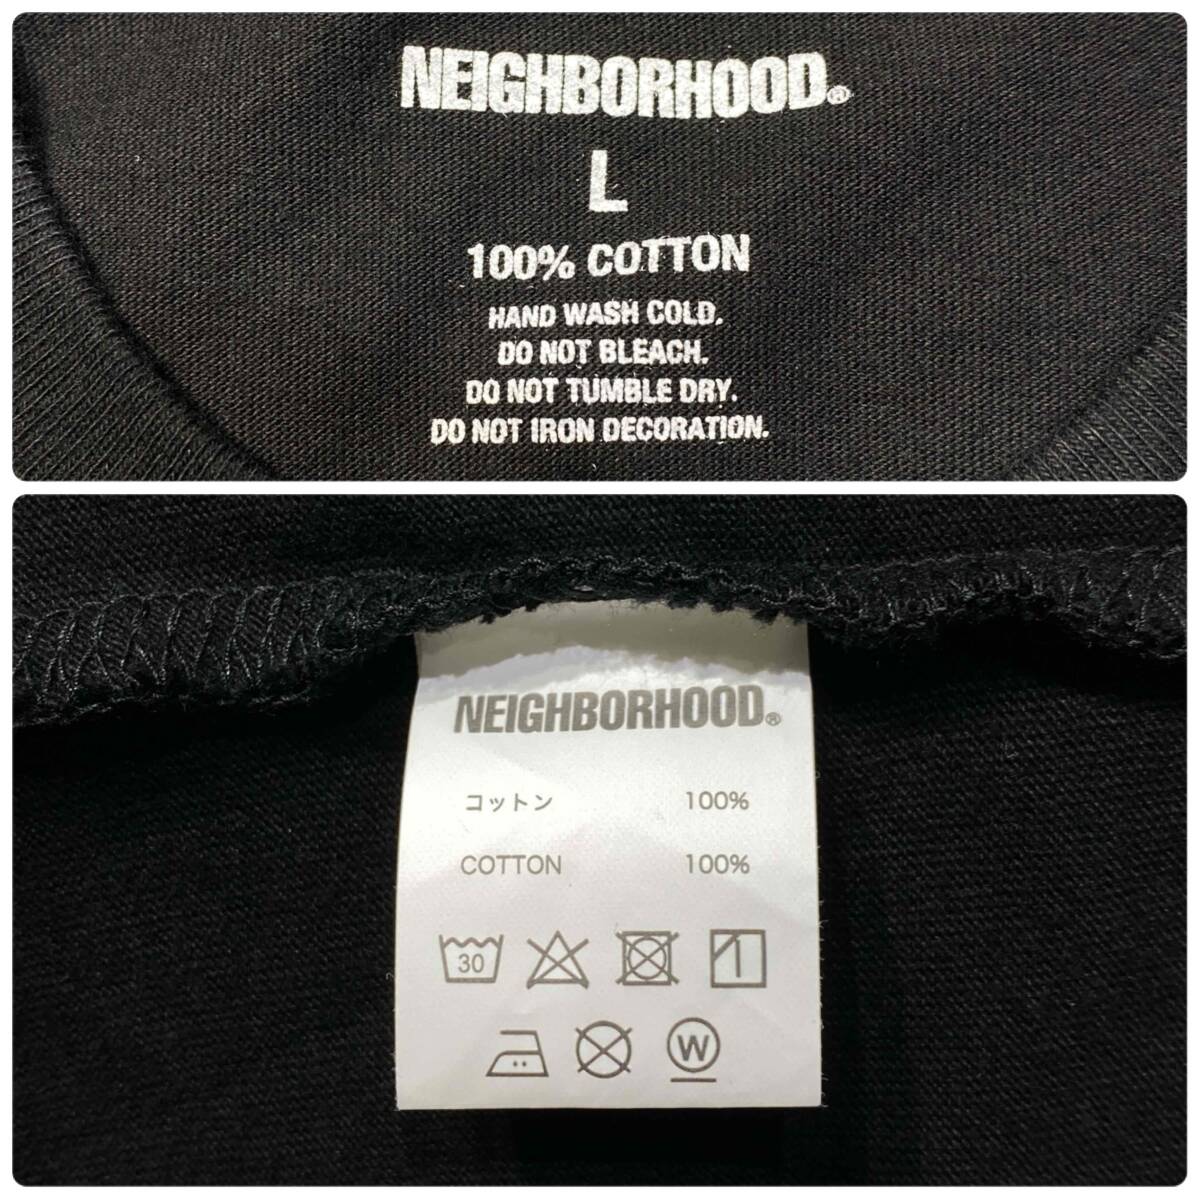 NEIGHBORHOOD®
L
100% COTTON
HAND WASH COLD.
DO NOT BLEACH.
DO NOT TUMBLE DRY.
DO NOT IRON DECORATION.
NEIGHBORHOOD®
コットン 100%
COTTON 100%
30
W